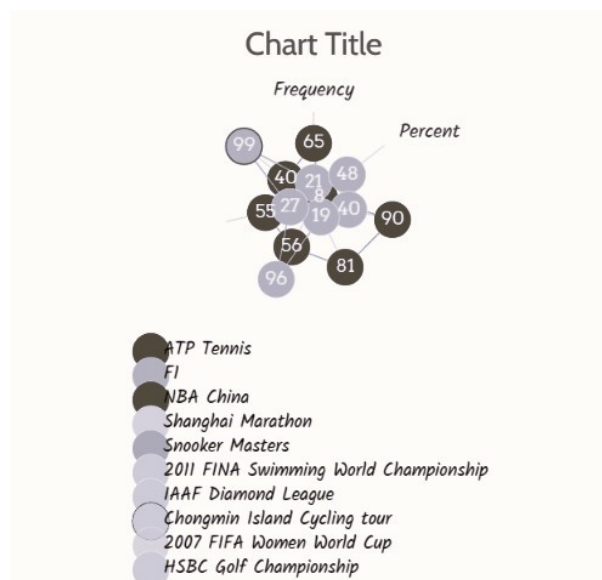 Chart Title
Frequency
Percent
99
65
40
21
48
8
55
27
19
40
90
56
81
96
ATP Tennis
F1
NBA China
Shanghai Marathon
Snooker Masters
2011 FINA Swimming World Championship
IAAF Diamond League
Chongmin Island Cycling tour
2007 FIFA Women World Cup
HSBC Golf Championship